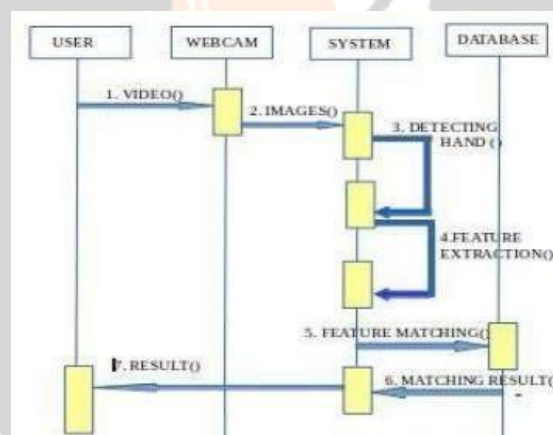 USER
WEBCAM
SYSTEM
DATABASE
1. VIDEO()
2. IMAGES()
3. DETECTING
HAND ( )
4.FEATURE
EXTRACTION()
5. FEATURE MATCHING()
6. MATCHING RESULT(
7. RESULT()